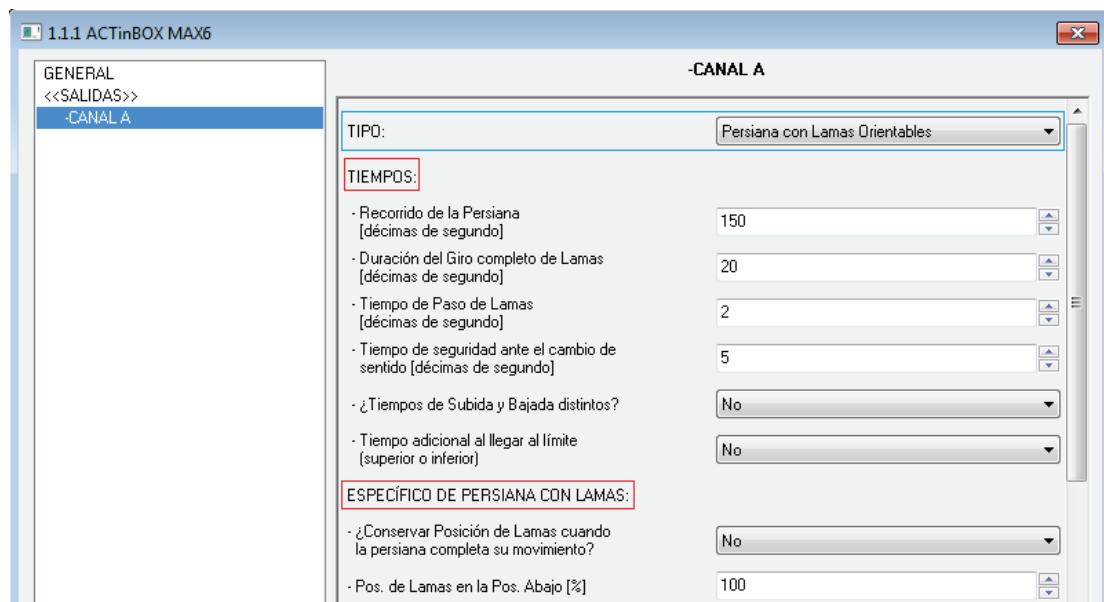 1.1.1 ACTinBOX MAX6
GENERAL
<<SALIDAS>>
-CANAL A
-CANAL A
TIPO:
Persiana con Lamas Orientables
TIEMPOS:
- Recorrido de la Persiana
[décimas de segundo]
150
- Duración del Giro completo de Lamas
[décimas de segundo]
20
- Tiempo de Paso de Lamas
[décimas de segundo]
2
- Tiempo de seguridad ante el cambio de
sentido [décimas de segundo]
5
- ¿Tiempos de Subida y Bajada distintos?
No
- Tiempo adicional al llegar al límite
(superior o inferior)
No
ESPECÍFICO DE PERSIANA CON LAMAS:
- ¿Conservar Posición de Lamas cuando
la persiana completa su movimiento?
No
- Pos. de Lamas en la Pos. Abajo [%]
100